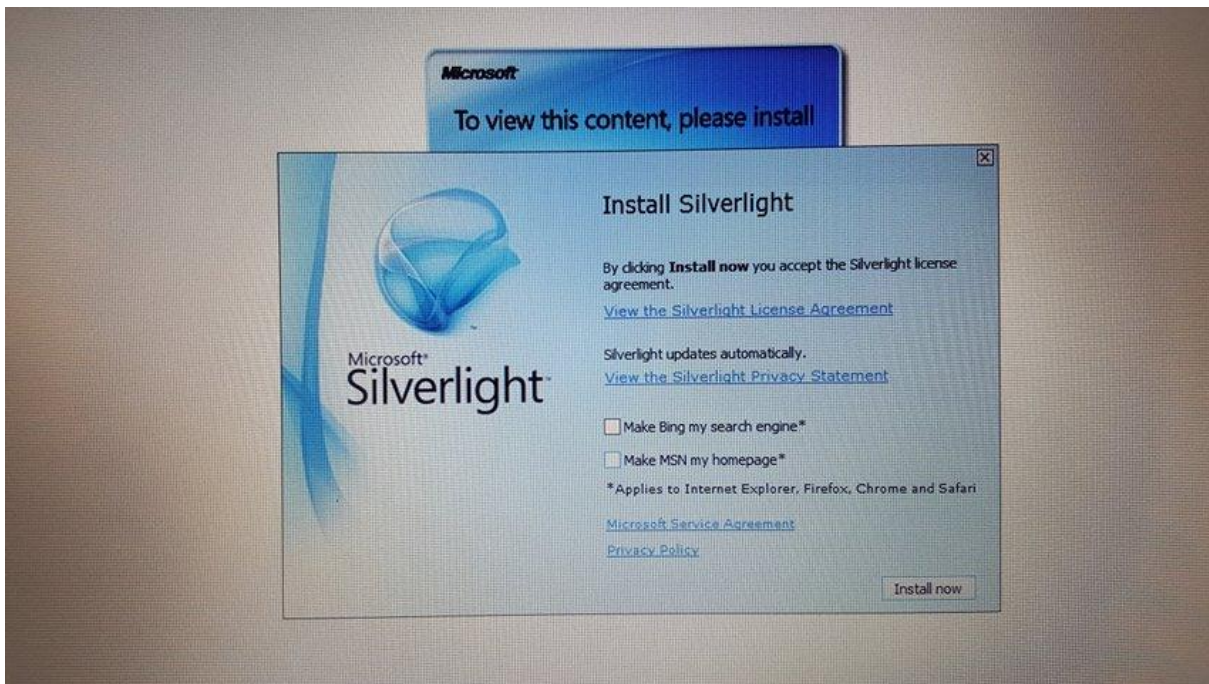 Microsoft
To view this content, please install
Install Silverlight
By clicking Install now you accept the Silverlight license
agreement.
View the Silverlight License Agreement
Silverlight updates automatically.
View the Silverlight Privacy Statement
Make Bing my search engine*
Make MSN my homepage*
*Applies to Internet Explorer, Firefox, Chrome and Safari
Microsoft Service Agreement
Privacy Policy
Install now
Microsoft®
Silverlight™